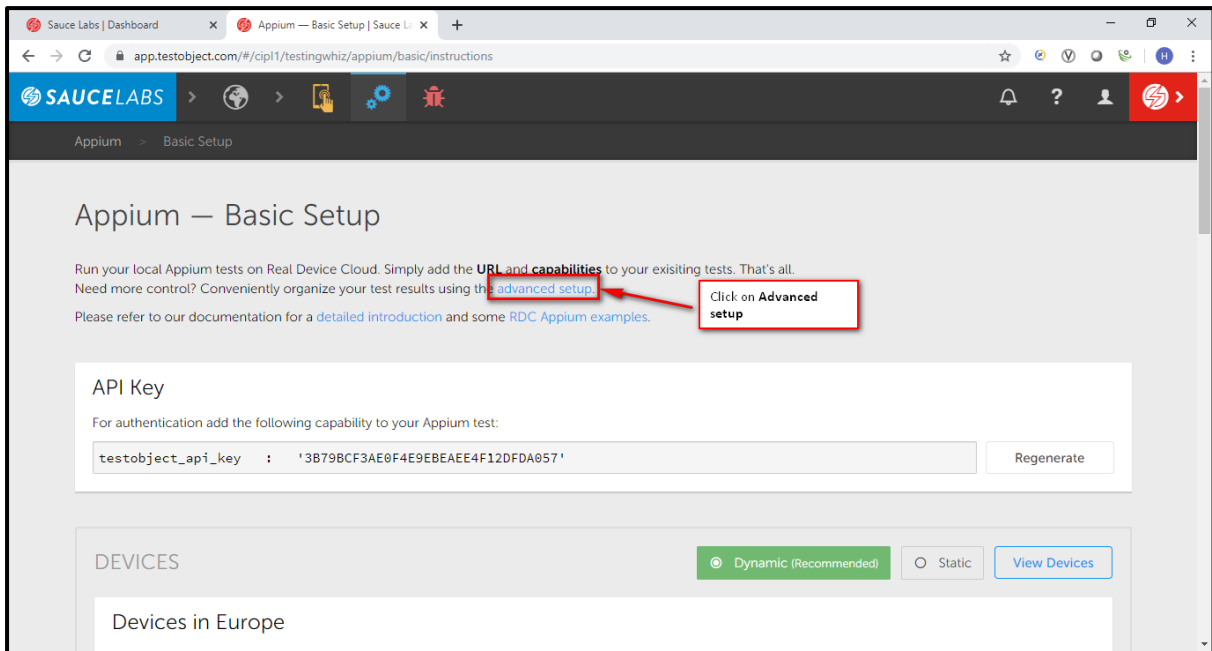 Sauce Labs | Dashboard
Appium — Basic Setup | Sauce La
app.testobject.com/#/cipl1/testingwhiz/appium/basic/instructions
H
SAUCELABS
Appium > Basic Setup
Appium — Basic Setup
Run your local Appium tests on Real Device Cloud. Simply add the URL and capabilities to your exisiting tests. That's all.
Need more control? Conveniently organize your test results using the advanced setup.
Click on Advanced
setup
Please refer to our documentation for a detailed introduction and some RDC Appium examples.
API Key
For authentication add the following capability to your Appium test:
testobject_api_key : '3B79BCF3AE0F4E9EBEAEE4F12DFDA057'
Regenerate
DEVICES
Dynamic (Recommended)
Static
View Devices
Devices in Europe